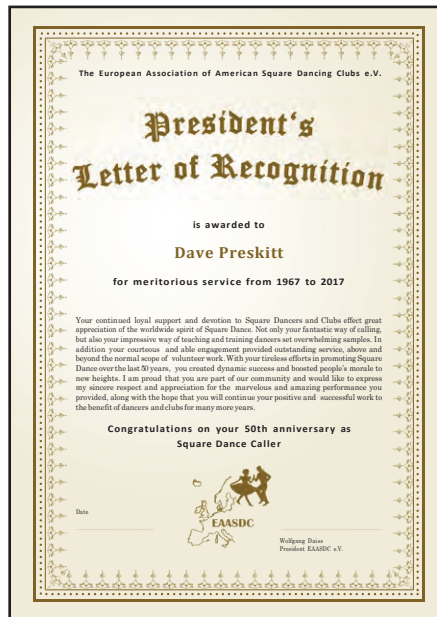 The European Association of American Square Dancing Clubs e.V.
President's
Letter of Recognition
is awarded to
Dave Preskitt
for meritorious service from 1967 to 2017
Your continued loyal support and devotion to Square Dancers and Clubs effect great
appreciation of the worldwide spirit of Square Dance. Not only your fantastic way of calling,
but also your impressive way of teaching and training dancers set overwhelming samples. In
addition your courteous and able engagement provided outstanding service, above and
beyond the normal scope of volunteer work. With your tireless efforts in promoting Square
Dance over the last 50 years, you created dynamic success and boosted people's morale to
new heights. I am proud that you are part of our community and would like to express
my sincere respect and appreciation for the marvelous and amazing performance you
provided, along with the hope that you will continue your positive and successful work to
the benefit of dancers and clubs for many more years.
Congratulations on your 50th anniversary as
Square Dance Caller
EAASDC
Date
Wolfgang Daiss
President EAASDC e.V.